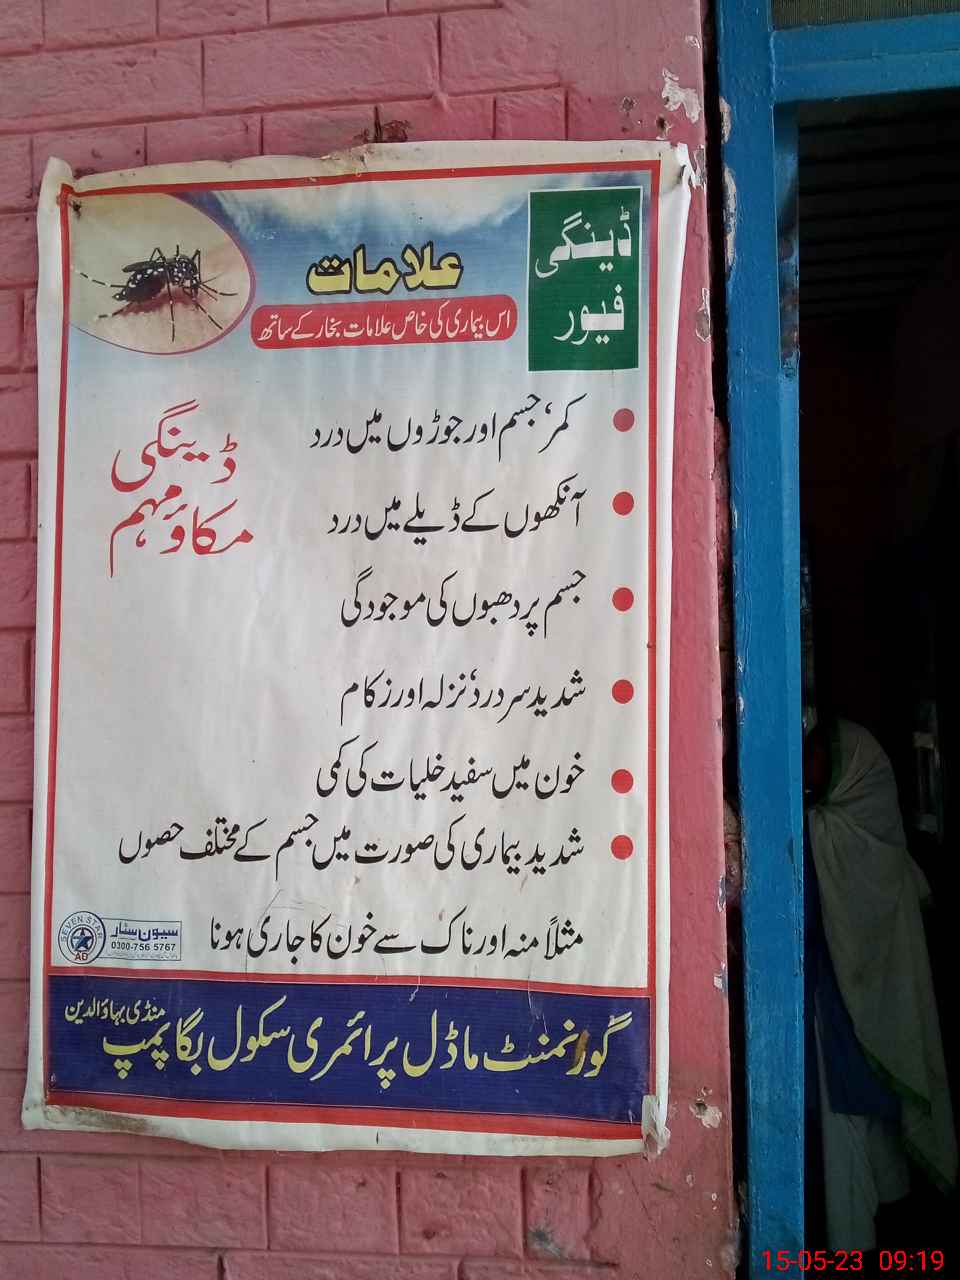 ڈینگی
فیور
علامات
اس بیماری کی خاص علامات بخار کے ساتھ
کمر، جسم اور جوڑوں میں درد
آنکھوں کے ڈیلے میں درد
جسم پر دھبوں کی موجودگی
شدید سر درد، نزلہ اور زکام
خون میں سفید خلیات کی کمی
شدید بیماری کی صورت میں جسم کے مختلف حصوں
مثلاً منہ اور ناک سے خون کا جاری ہونا
ڈینگی
مکاؤ مہم
SEVEN STAR
AD
سیون سٹار
0300-756 5767
گورنمنٹ ماڈل پرائمری سکول بگا پمپ
منڈی بہاؤالدین
15-05-23 09:19